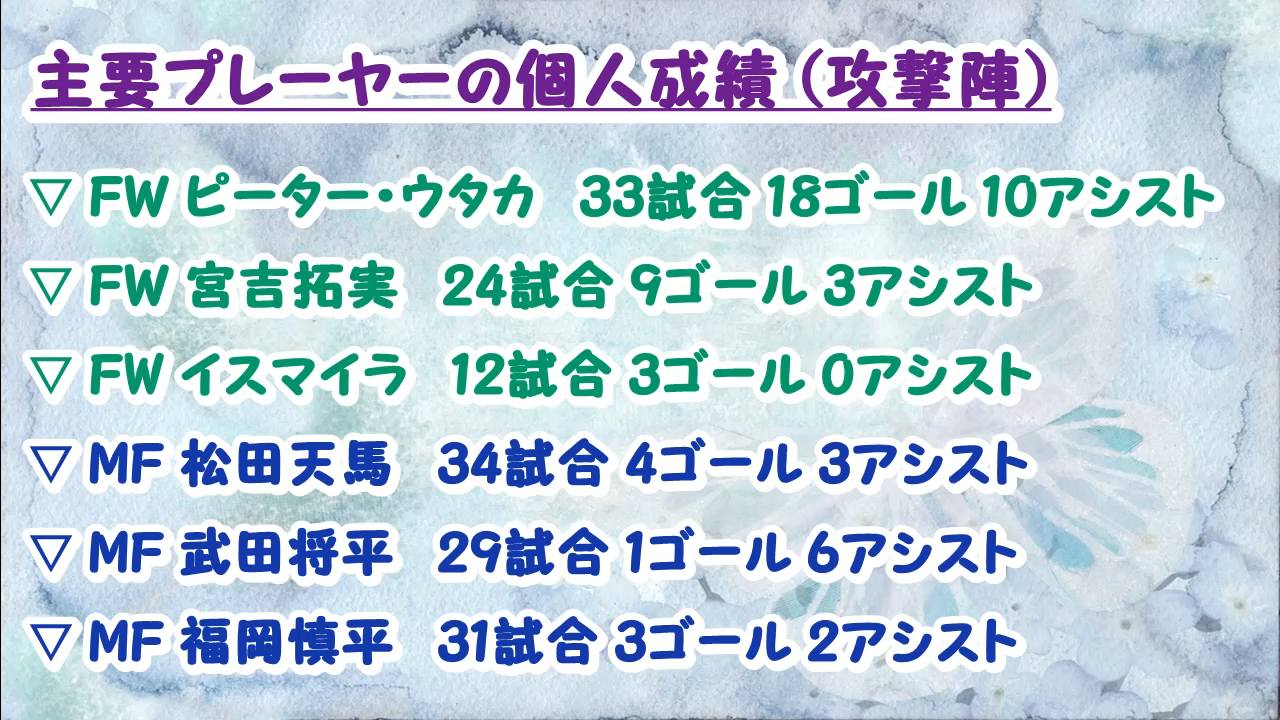 主要プレーヤーの個人成績（攻撃陣）
▽ FW ピーター・ウタカ　33試合 18ゴール 10アシスト
▽ FW 宮吉拓実　24試合 9ゴール 3アシスト
▽ FW イスマイラ　12試合 3ゴール 0アシスト
▽ MF 松田天馬　34試合 4ゴール 3アシスト
▽ MF 武田将平　29試合 1ゴール 6アシスト
▽ MF 福岡慎平　31試合 3ゴール 2アシスト